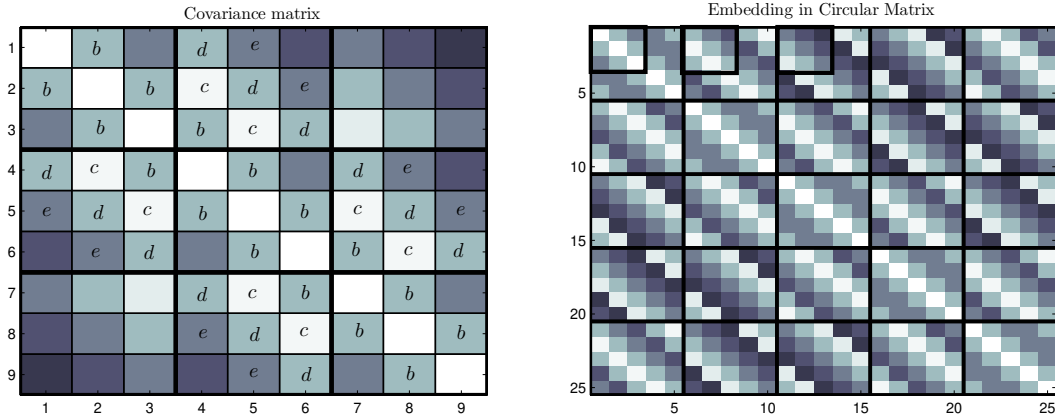 Covariance matrix
1 b d e
2 b b c d e
3 b b c d
4 d c b b d e
5 e d c b b c d e
6 e d b b c d
7 d c b b
8 e d c b b
9 e d b
1 2 3 4 5 6 7 8 9
Embedding in Circular Matrix
5
10
15
20
25
5 10 15 20 25